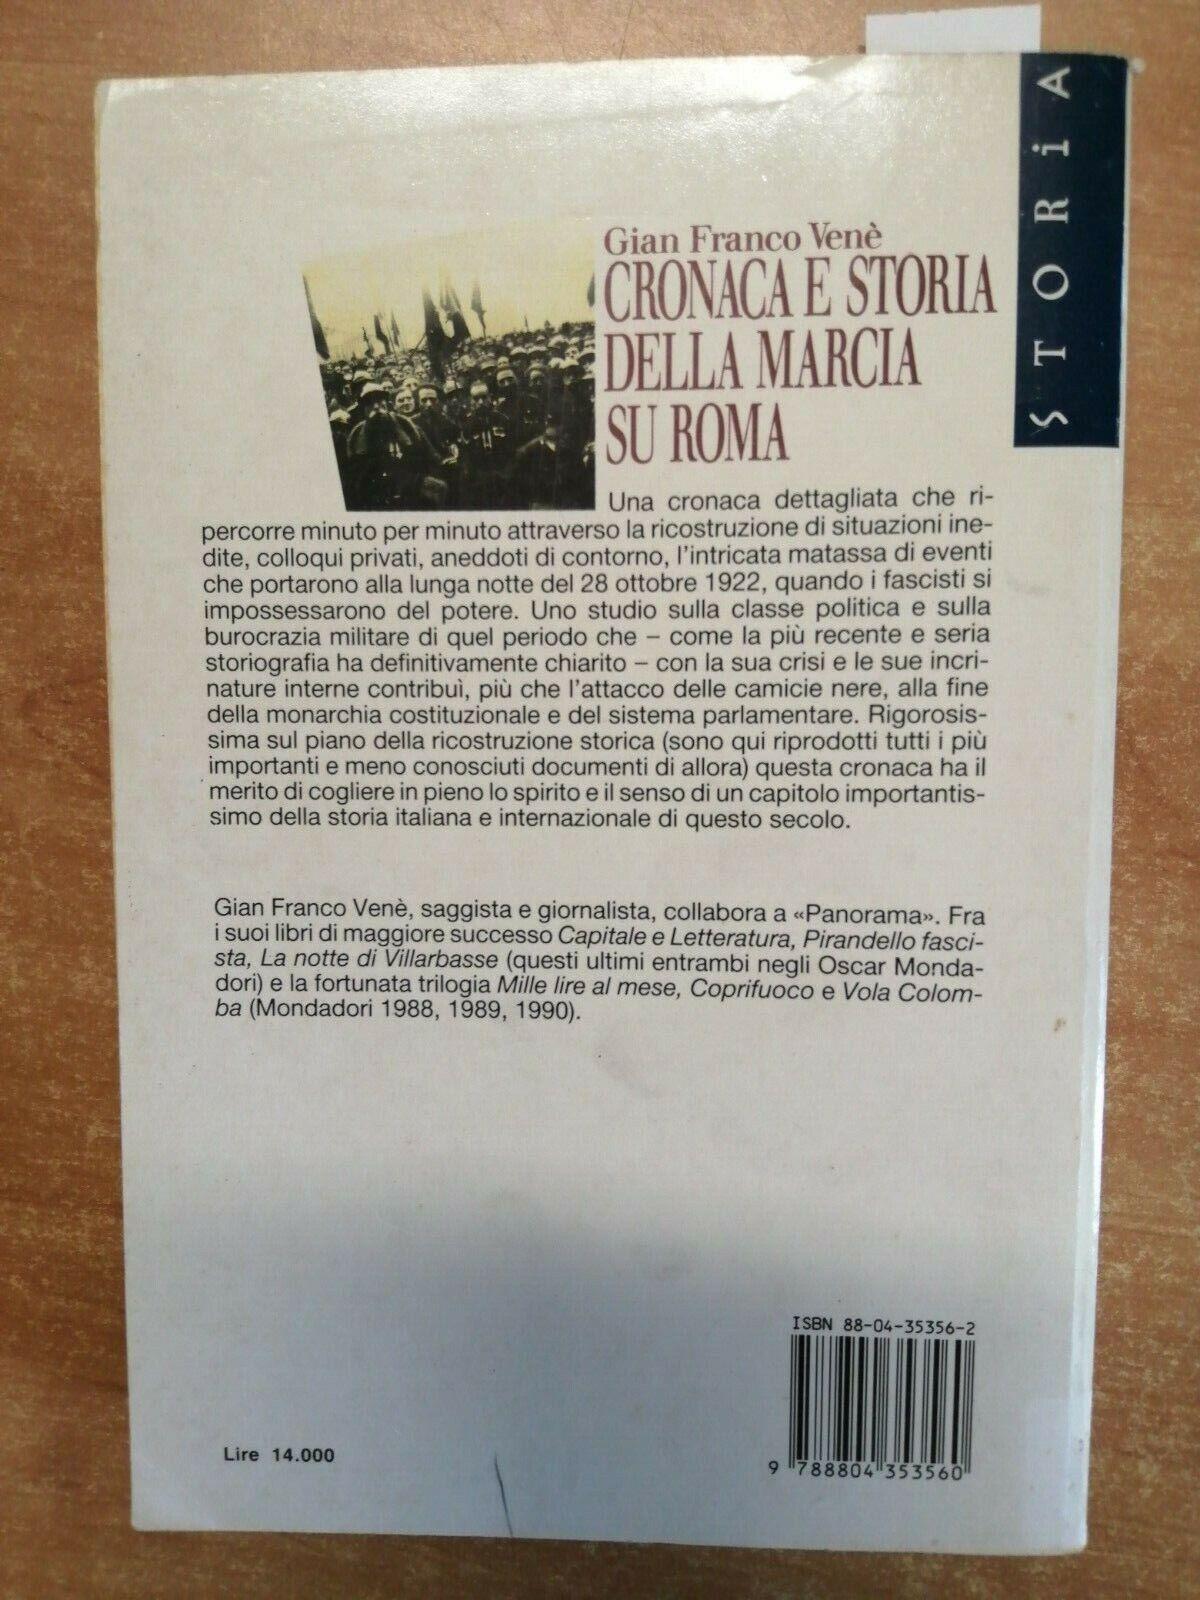 STORiA
Gian Franco Venè
CRONACA E STORIA
DELLA MARCIA
SU ROMA
Una cronaca dettagliata che ri-
percorre minuto per minuto attraverso la ricostruzione di situazioni ine-
dite, colloqui privati, aneddoti di contorno, l'intricata matassa di eventi
che portarono alla lunga notte del 28 ottobre 1922, quando i fascisti si
impossessarono del potere. Uno studio sulla classe politica e sulla
burocrazia militare di quel periodo che – come la più recente e seria
storiografia ha definitivamente chiarito – con la sua crisi e le sue incri-
nature interne contribuì, più che l'attacco delle camicie nere, alla fine
della monarchia costituzionale e del sistema parlamentare. Rigorosis-
sima sul piano della ricostruzione storica (sono qui riprodotti tutti i più
importanti e meno conosciuti documenti di allora) questa cronaca ha il
merito di cogliere in pieno lo spirito e il senso di un capitolo importantis-
simo della storia italiana e internazionale di questo secolo.
Gian Franco Venè, saggista e giornalista, collabora a «Panorama». Fra
i suoi libri di maggiore successo Capitale e Letteratura, Pirandello fasci-
sta, La notte di Villarbasse (questi ultimi entrambi negli Oscar Monda-
dori) e la fortunata trilogia Mille lire al mese, Coprifuoco e Vola Colom-
ba (Mondadori 1988, 1989, 1990).
ISBN 88-04-35356-2
Lire 14.000
9 788804 353560